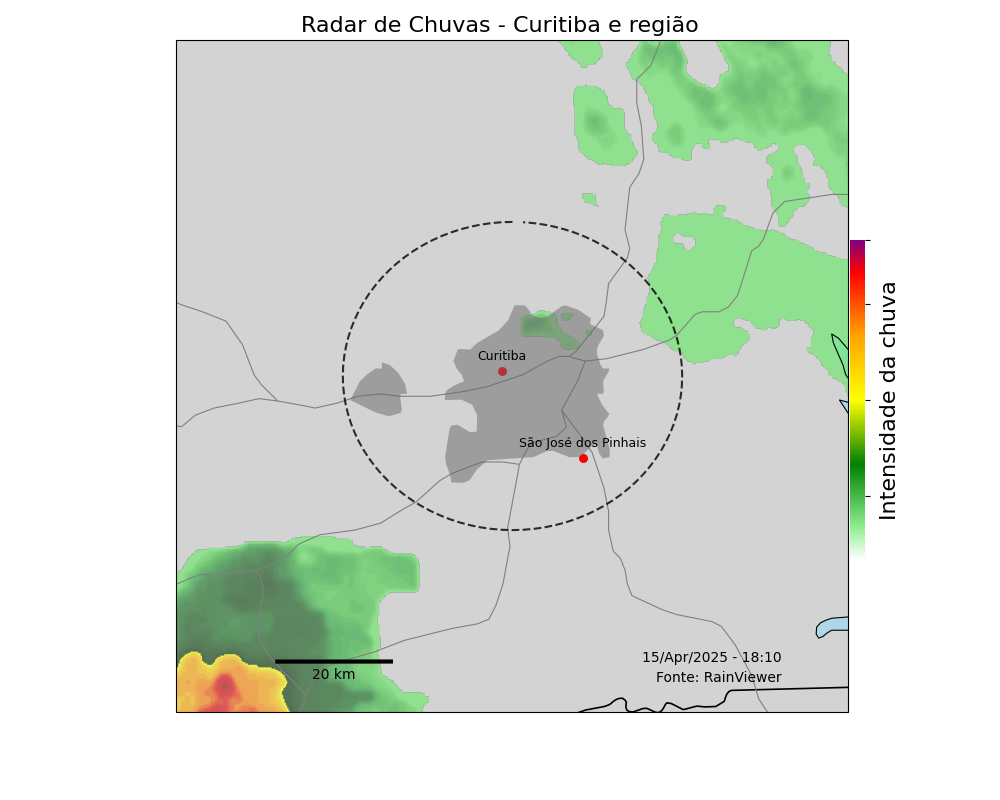 Radar de Chuvas - Curitiba e região
Curitiba
São José dos Pinhais
Intensidade da chuva
20 km
15/Apr/2025 - 18:10
Fonte: RainViewer